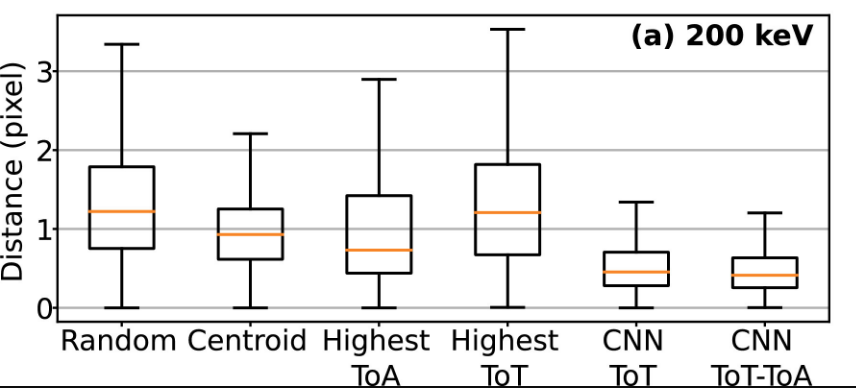 (a) 200 keV
Distance (pixel)
3
2
1
0
Random Centroid Highest Highest CNN CNN
ToA ToT ToT ToT-ToA